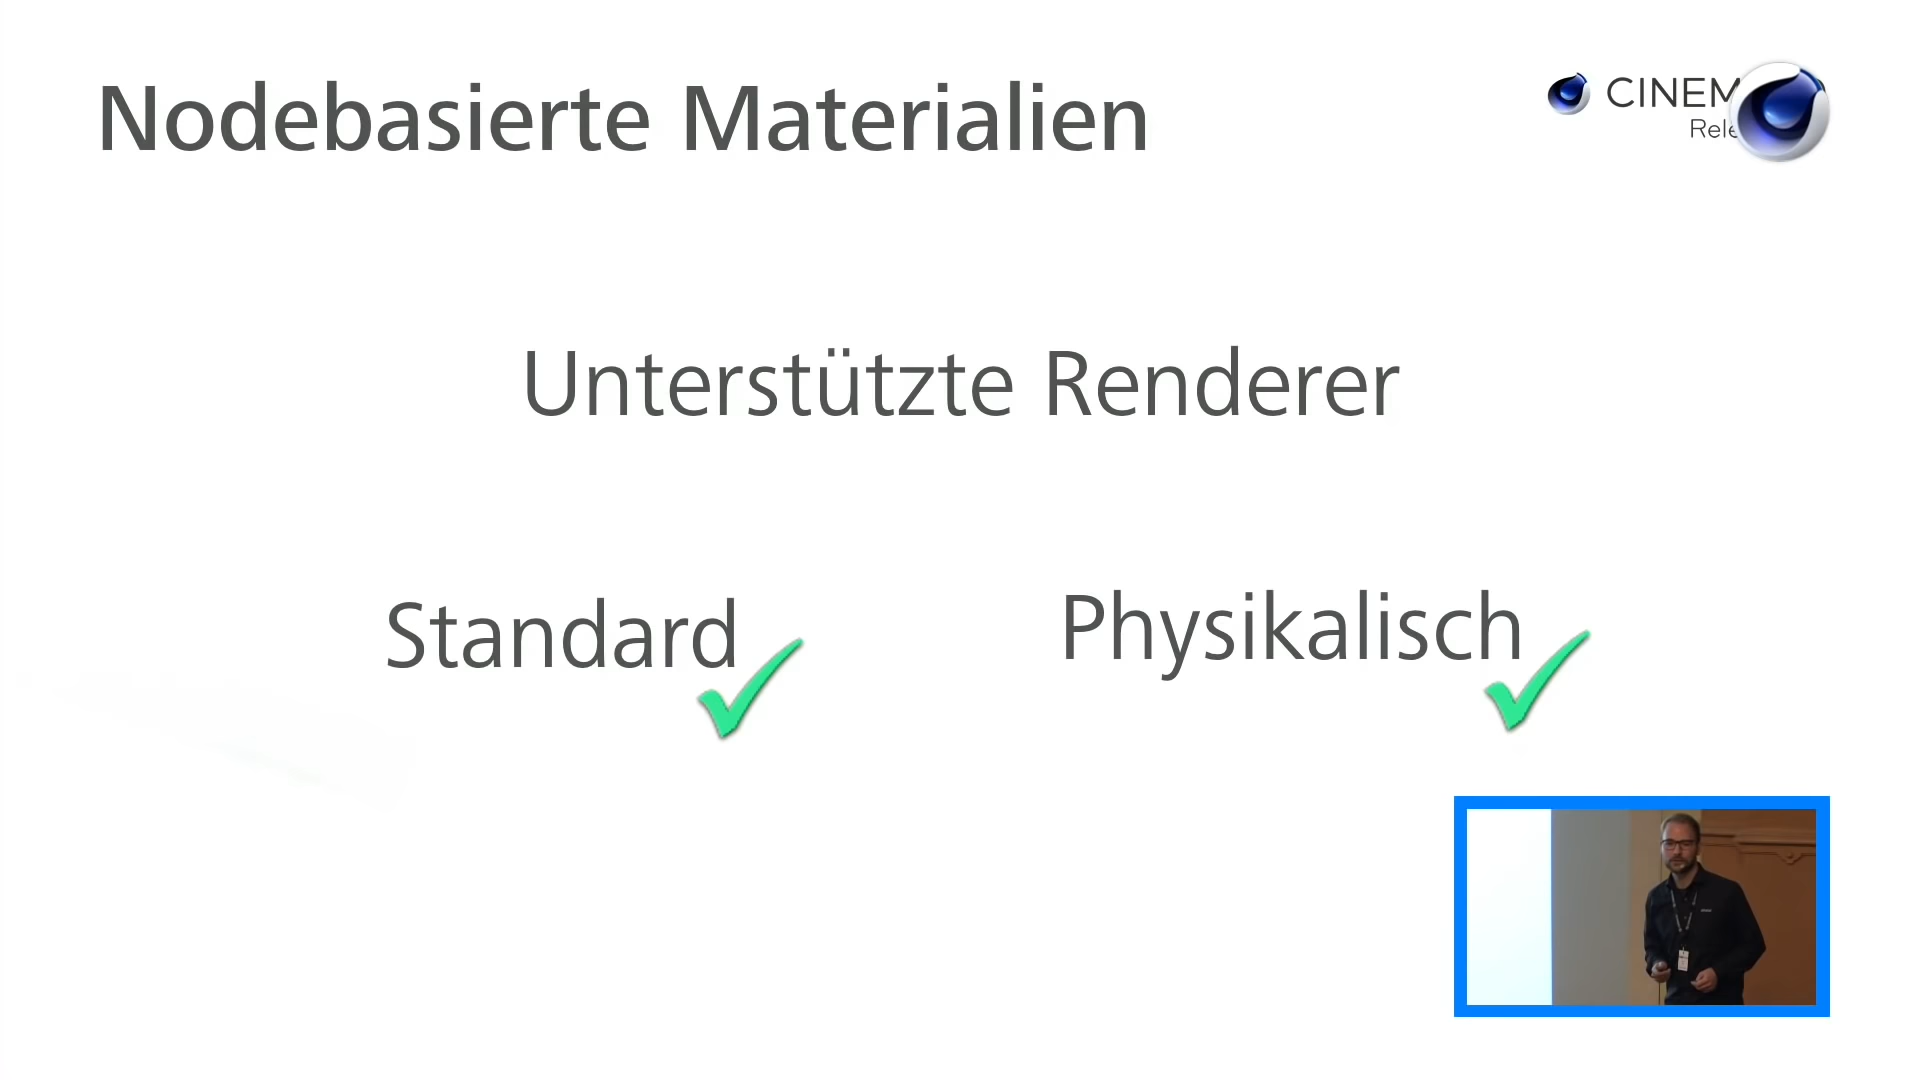 Nodebasierte Materialien
CINEM
Rele
Unterstützte Renderer
Standard
Physikalisch